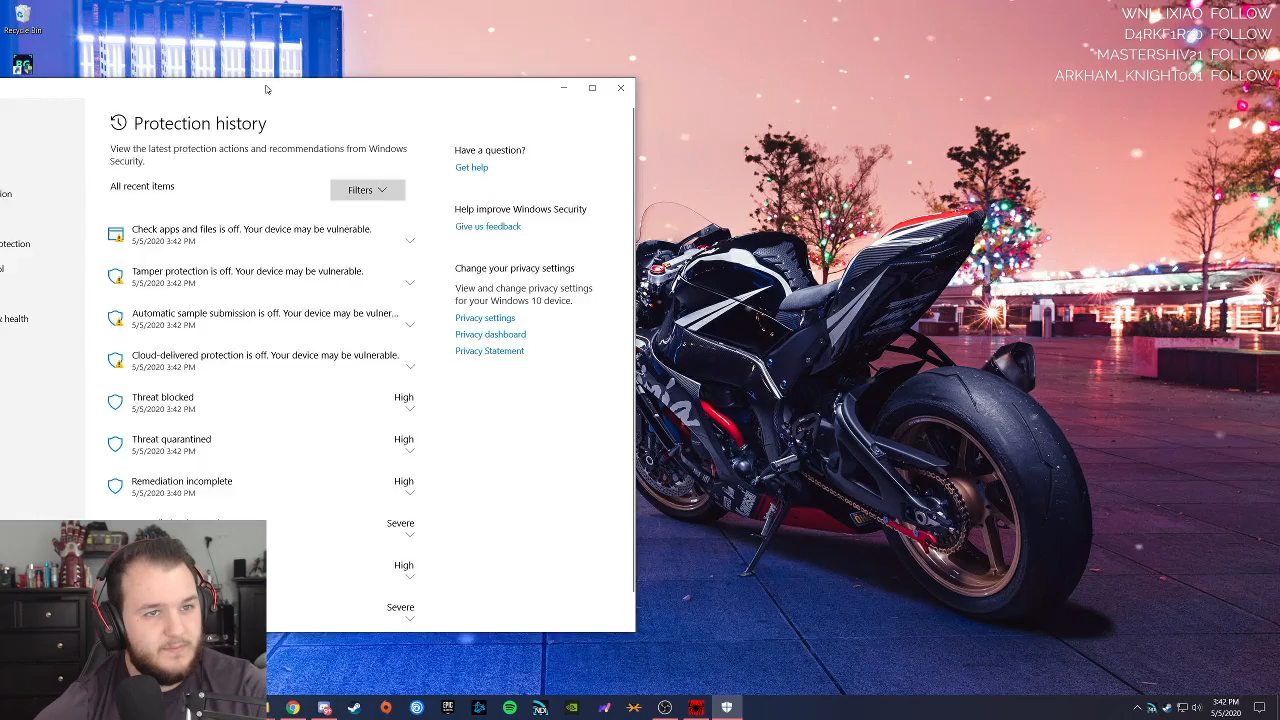 WNLLIXIAO FOLLOW
D4RKF1R3D FOLLOW
MASTERSHIV21 FOLLOW
ARKHAM_KNIGHT001 FOLLOW
Recycle Bin
BG
Protection history
View the latest protection actions and recommendations from Windows
Security.
All recent items
Filters
Check apps and files is off. Your device may be vulnerable.
5/5/2020 3:42 PM
Tamper protection is off. Your device may be vulnerable.
5/5/2020 3:42 PM
Automatic sample submission is off. Your device may be vulner...
5/5/2020 3:42 PM
Cloud-delivered protection is off. Your device may be vulnerable.
5/5/2020 3:42 PM
Threat blocked High
5/5/2020 3:42 PM
Threat quarantined High
5/5/2020 3:42 PM
Remediation incomplete High
5/5/2020 3:40 PM
Severe
High
Severe
Have a question?
Get help
Help improve Windows Security
Give us feedback
Change your privacy settings
View and change privacy settings
for your Windows 10 device.
Privacy settings
Privacy dashboard
Privacy Statement
ion
otection
ol
y health
Ninja
EPIC
NDI
3:42 PM
5/5/2020